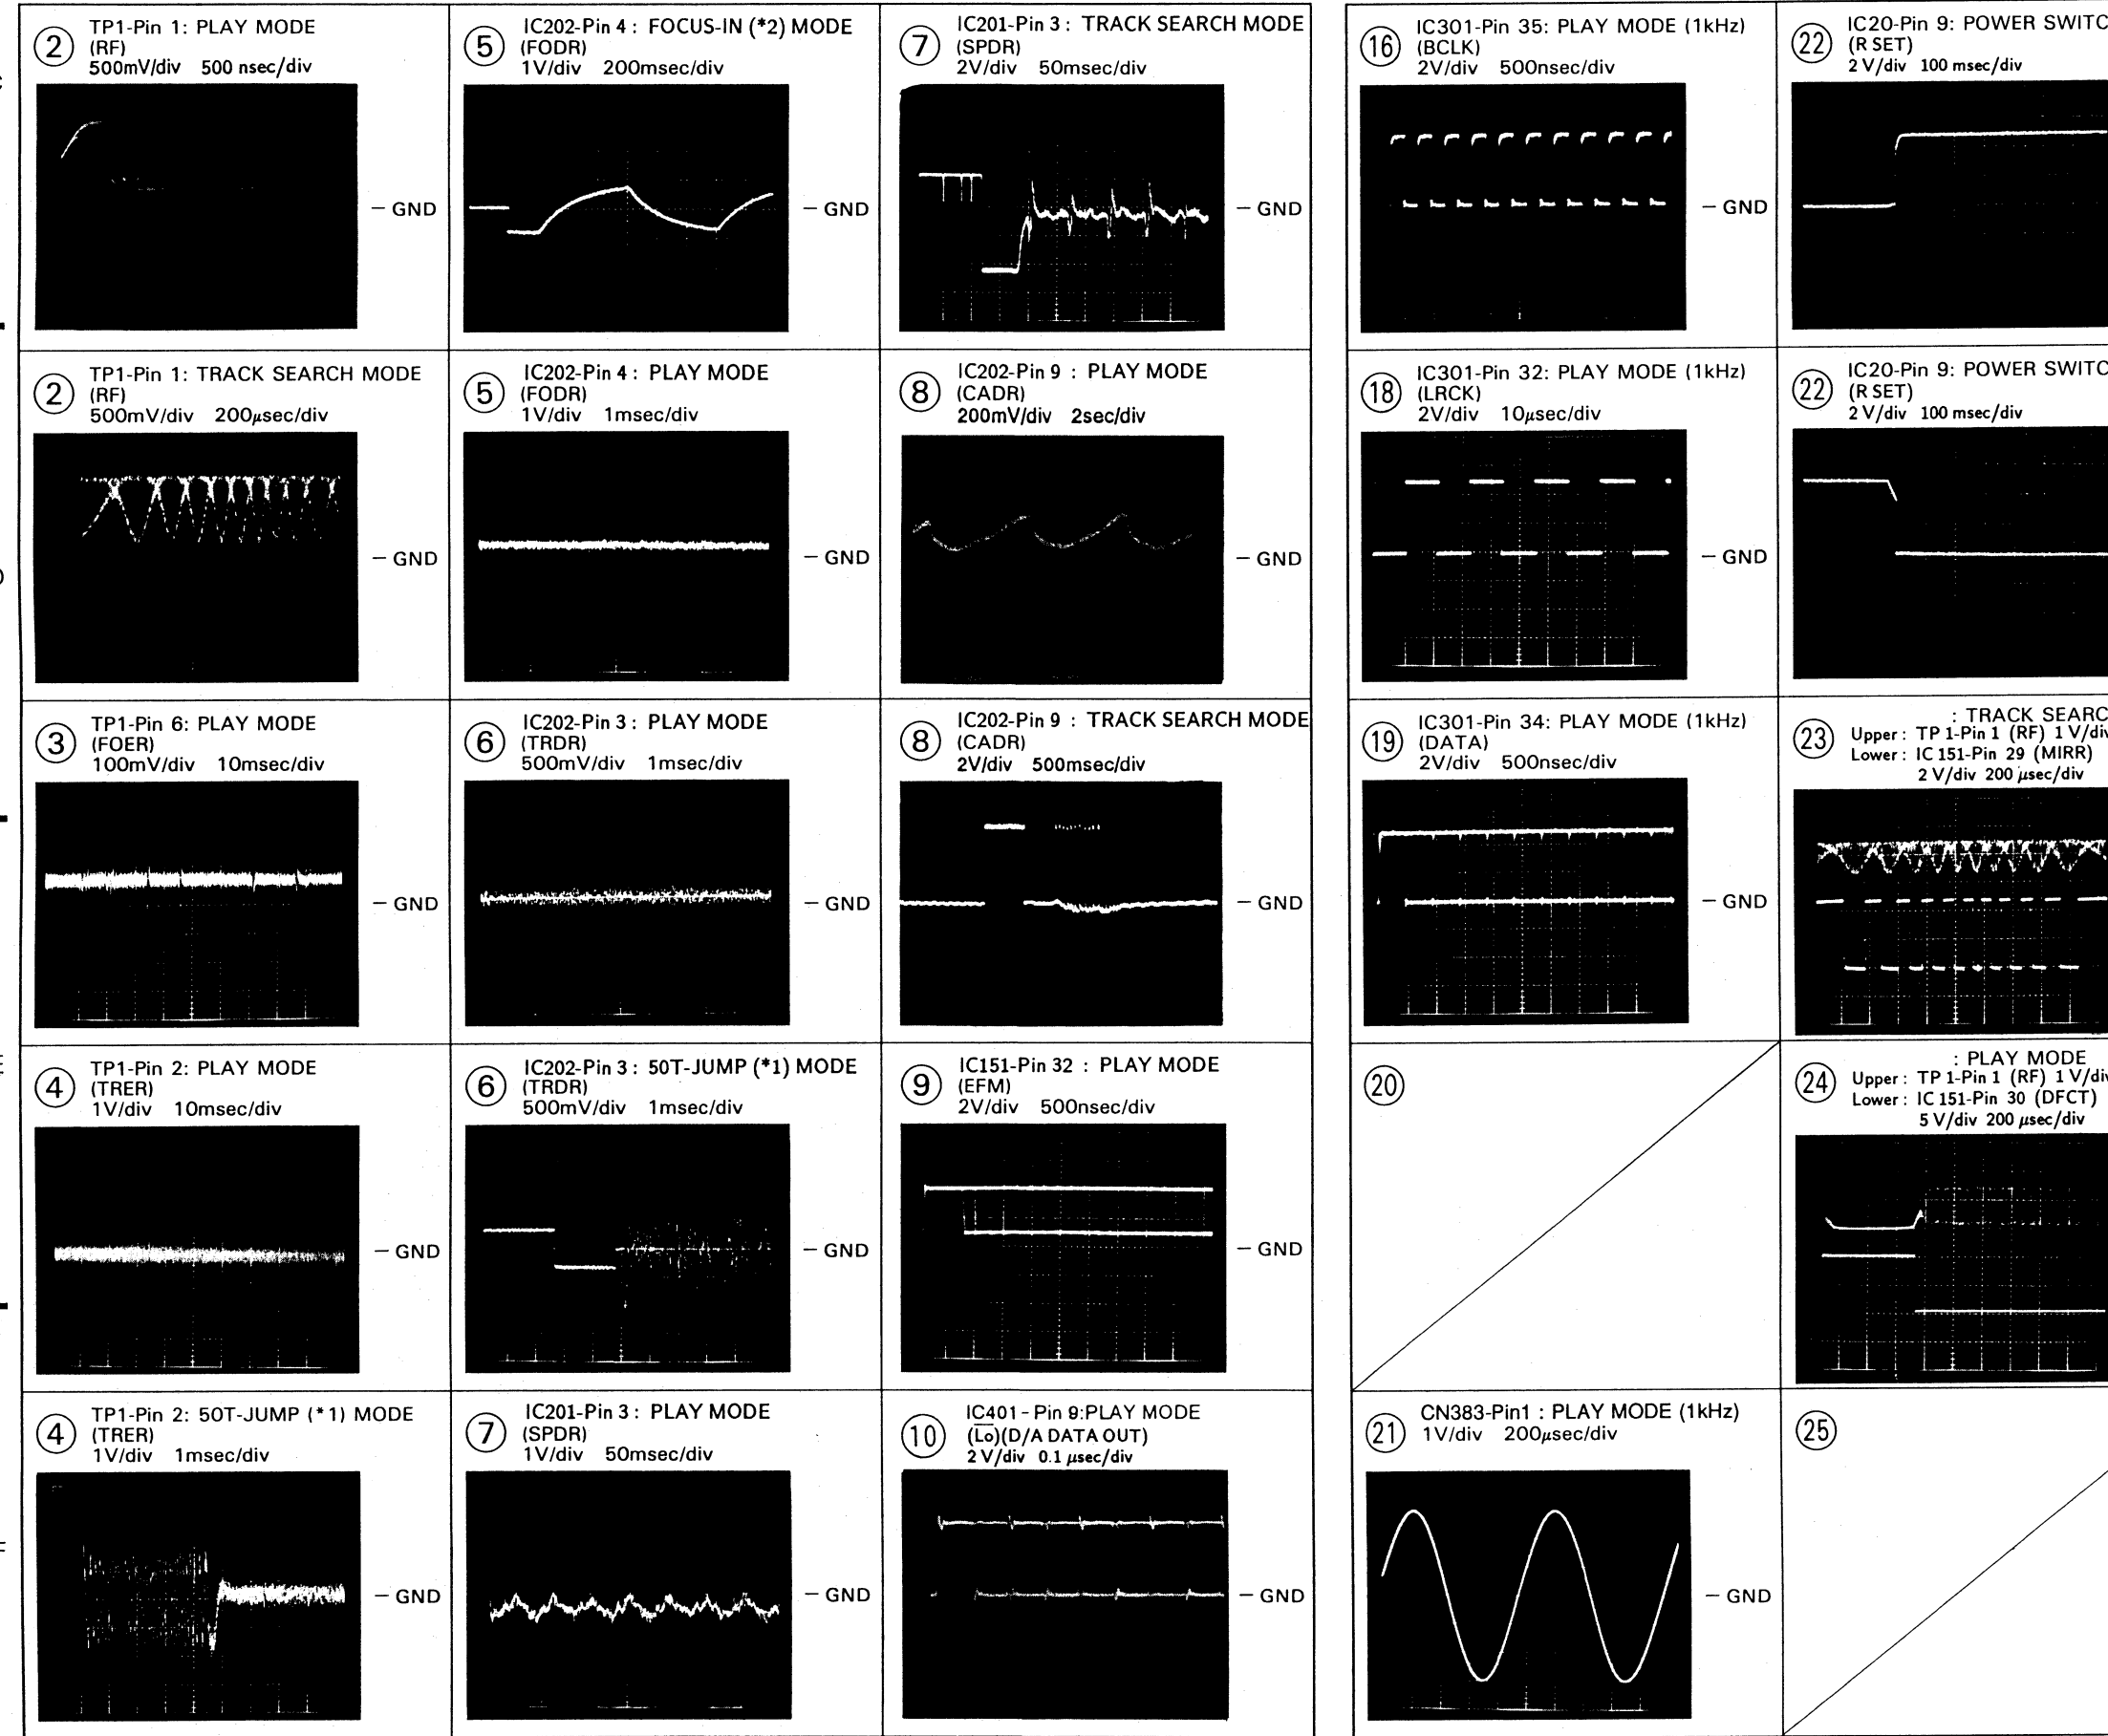 2
TP1-Pin 1: PLAY MODE
(RF)
500mV/div 500 nsec/div
— GND
5
IC202-Pin 4 : FOCUS-IN (*2) MODE
(FODR)
1V/div 200msec/div
— GND
7
IC201-Pin 3 : TRACK SEARCH MODE
(SPDR)
2V/div 50msec/div
— GND
16
IC301-Pin 35: PLAY MODE (1kHz)
(BCLK)
2V/div 500nsec/div
— GND
22
IC20-Pin 9: POWER SWITC
(R SET)
2 V/div 100 msec/div
2
TP1-Pin 1: TRACK SEARCH MODE
(RF)
500mV/div 200μsec/div
— GND
5
IC202-Pin 4 : PLAY MODE
(FODR)
1V/div 1msec/div
— GND
8
IC202-Pin 9 : PLAY MODE
(CADR)
200mV/div 2sec/div
— GND
18
IC301-Pin 32: PLAY MODE (1kHz)
(LRCK)
2V/div 10μsec/div
— GND
22
IC20-Pin 9: POWER SWITC
(R SET)
2 V/div 100 msec/div
3
TP1-Pin 6: PLAY MODE
(FOER)
100mV/div 10msec/div
— GND
6
IC202-Pin 3 : PLAY MODE
(TRDR)
500mV/div 1msec/div
— GND
8
IC202-Pin 9 : TRACK SEARCH MODE
(CADR)
2V/div 500msec/div
— GND
19
IC301-Pin 34: PLAY MODE (1kHz)
(DATA)
2V/div 500nsec/div
— GND
23
: TRACK SEARC
Upper : TP 1-Pin 1 (RF) 1 V/div
Lower : IC 151-Pin 29 (MIRR)
2 V/div 200 μsec/div
4
TP1-Pin 2: PLAY MODE
(TRER)
1V/div 10msec/div
— GND
6
IC202-Pin 3 : 50T-JUMP (*1) MODE
(TRDR)
500mV/div 1msec/div
— GND
9
IC151-Pin 32 : PLAY MODE
(EFM)
2V/div 500nsec/div
— GND
20
24
: PLAY MODE
Upper : TP 1-Pin 1 (RF) 1 V/div
Lower : IC 151-Pin 30 (DFCT)
5 V/div 200 μsec/div
4
TP1-Pin 2: 50T-JUMP (*1) MODE
(TRER)
1V/div 1msec/div
— GND
7
IC201-Pin 3 : PLAY MODE
(SPDR)
1V/div 50msec/div
— GND
10
IC401 - Pin 9:PLAY MODE
(L̅o̅)(D/A DATA OUT)
2 V/div 0.1 μsec/div
— GND
21
CN383-Pin1 : PLAY MODE (1kHz)
1V/div 200μsec/div
— GND
25